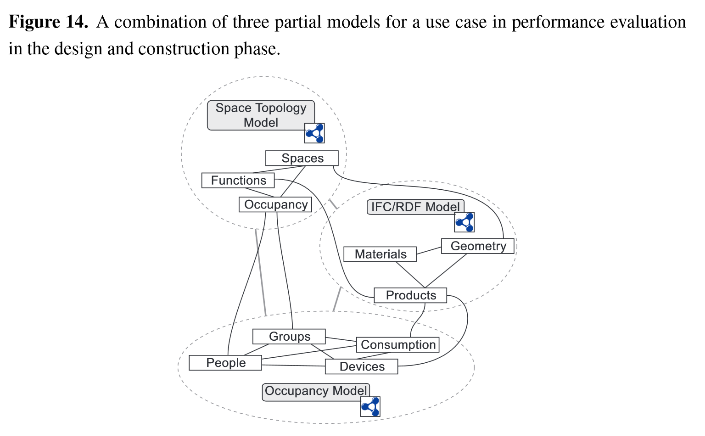 Figure 14. A combination of three partial models for a use case in performance evaluation
in the design and construction phase.
Space Topology
Model
Spaces
Functions
Occupancy
IFC/RDF Model
Geometry
Materials
Products
Groups
Consumption
People
Devices
Occupancy Model